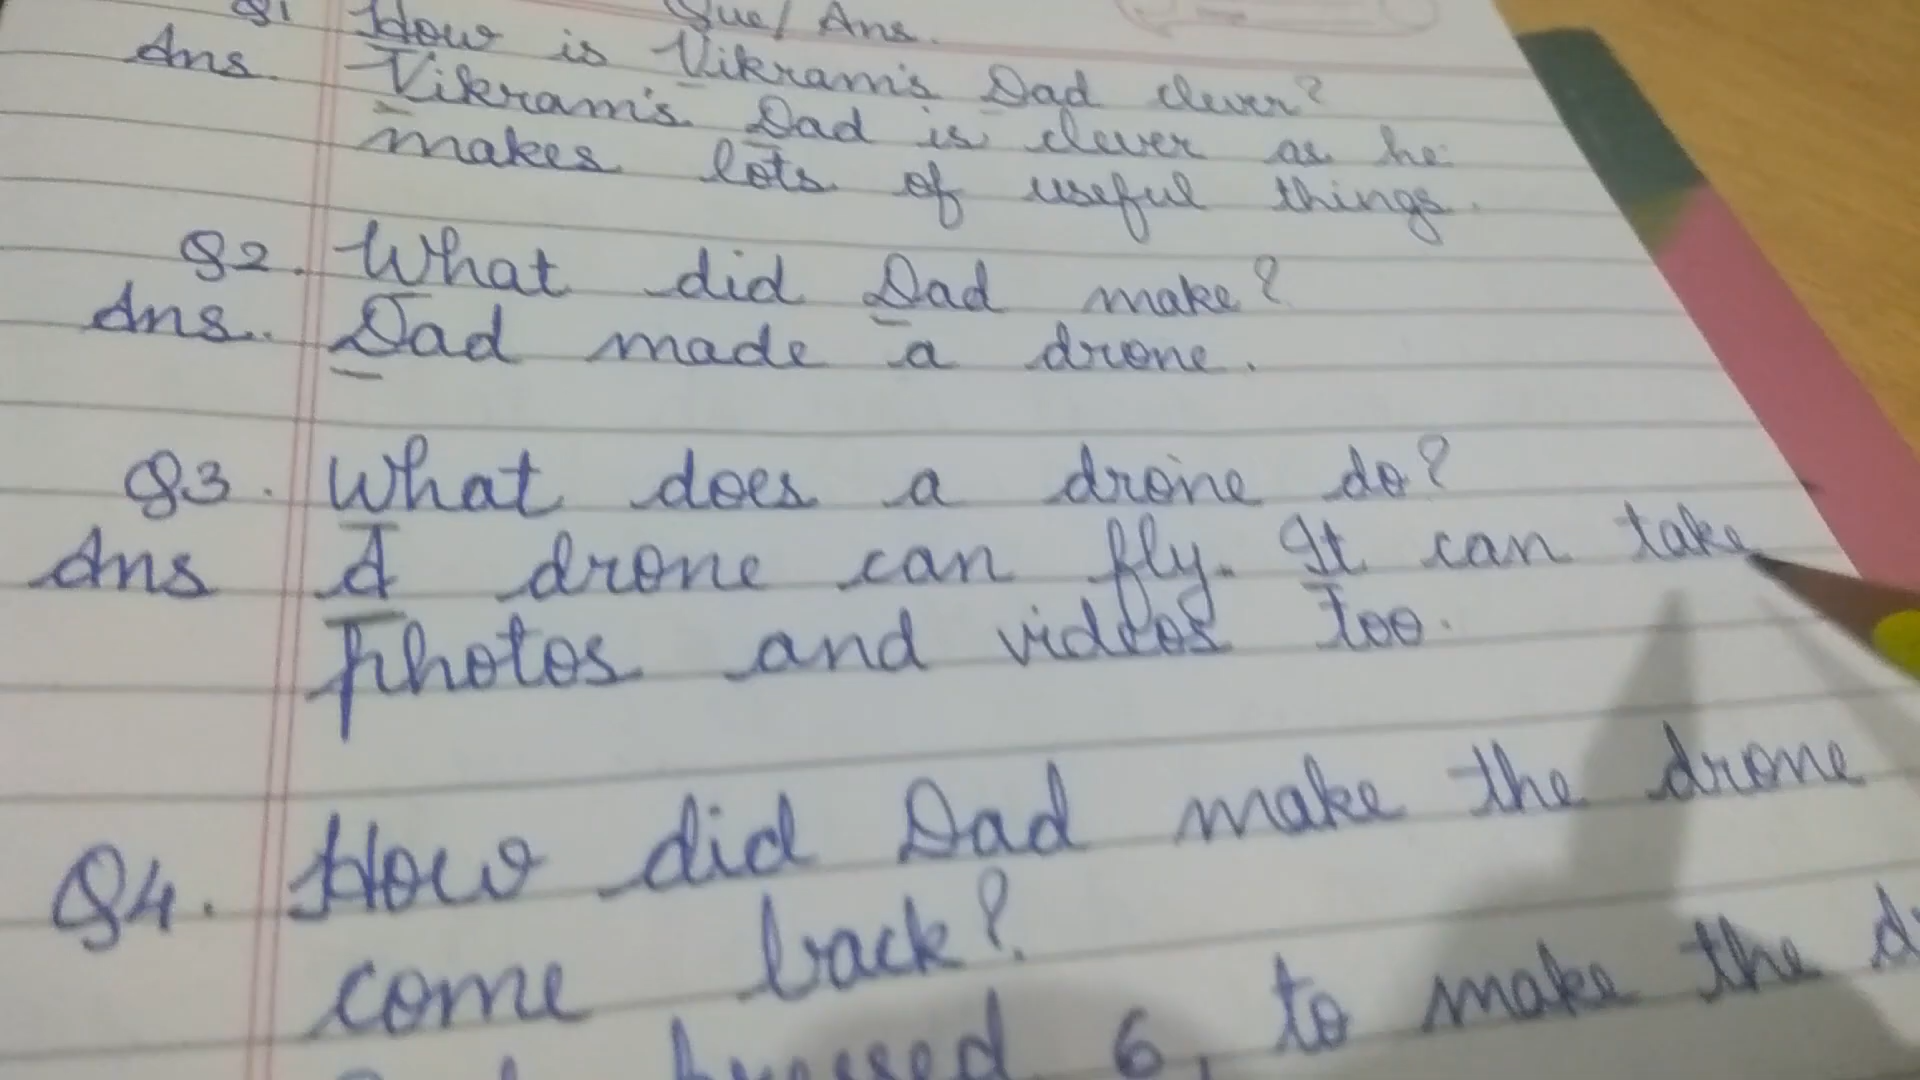 Que/Ans.
Q1 How is Vikram's Dad clever?
Ans. Vikram's Dad is clever as he
makes lots of useful things.
Q2. What did Dad make?
Ans. Dad made a drone.
Q3. What does a drone do?
Ans A drone can fly. It can take
Photos and videos too.
Q4. How did Dad make the drone
come back?
pressed 6, to make the